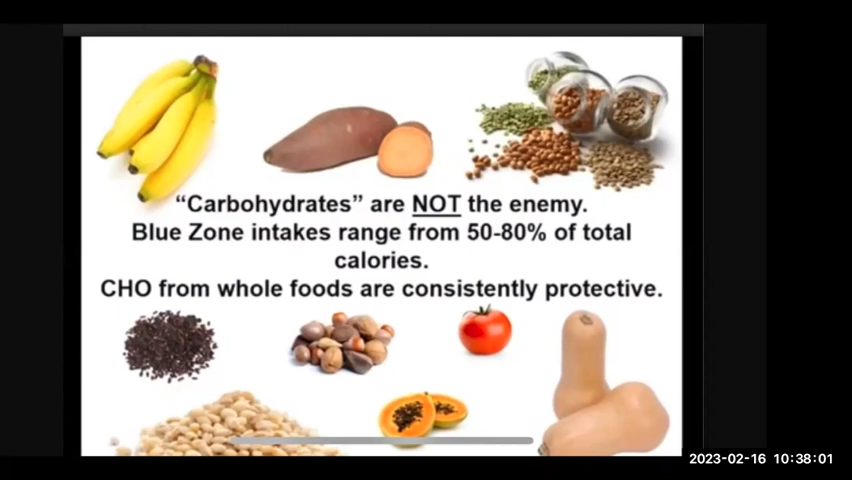 “Carbohydrates” are NOT the enemy.
Blue Zone intakes range from 50-80% of total
calories.
CHO from whole foods are consistently protective.
2023-02-16 10:38:01